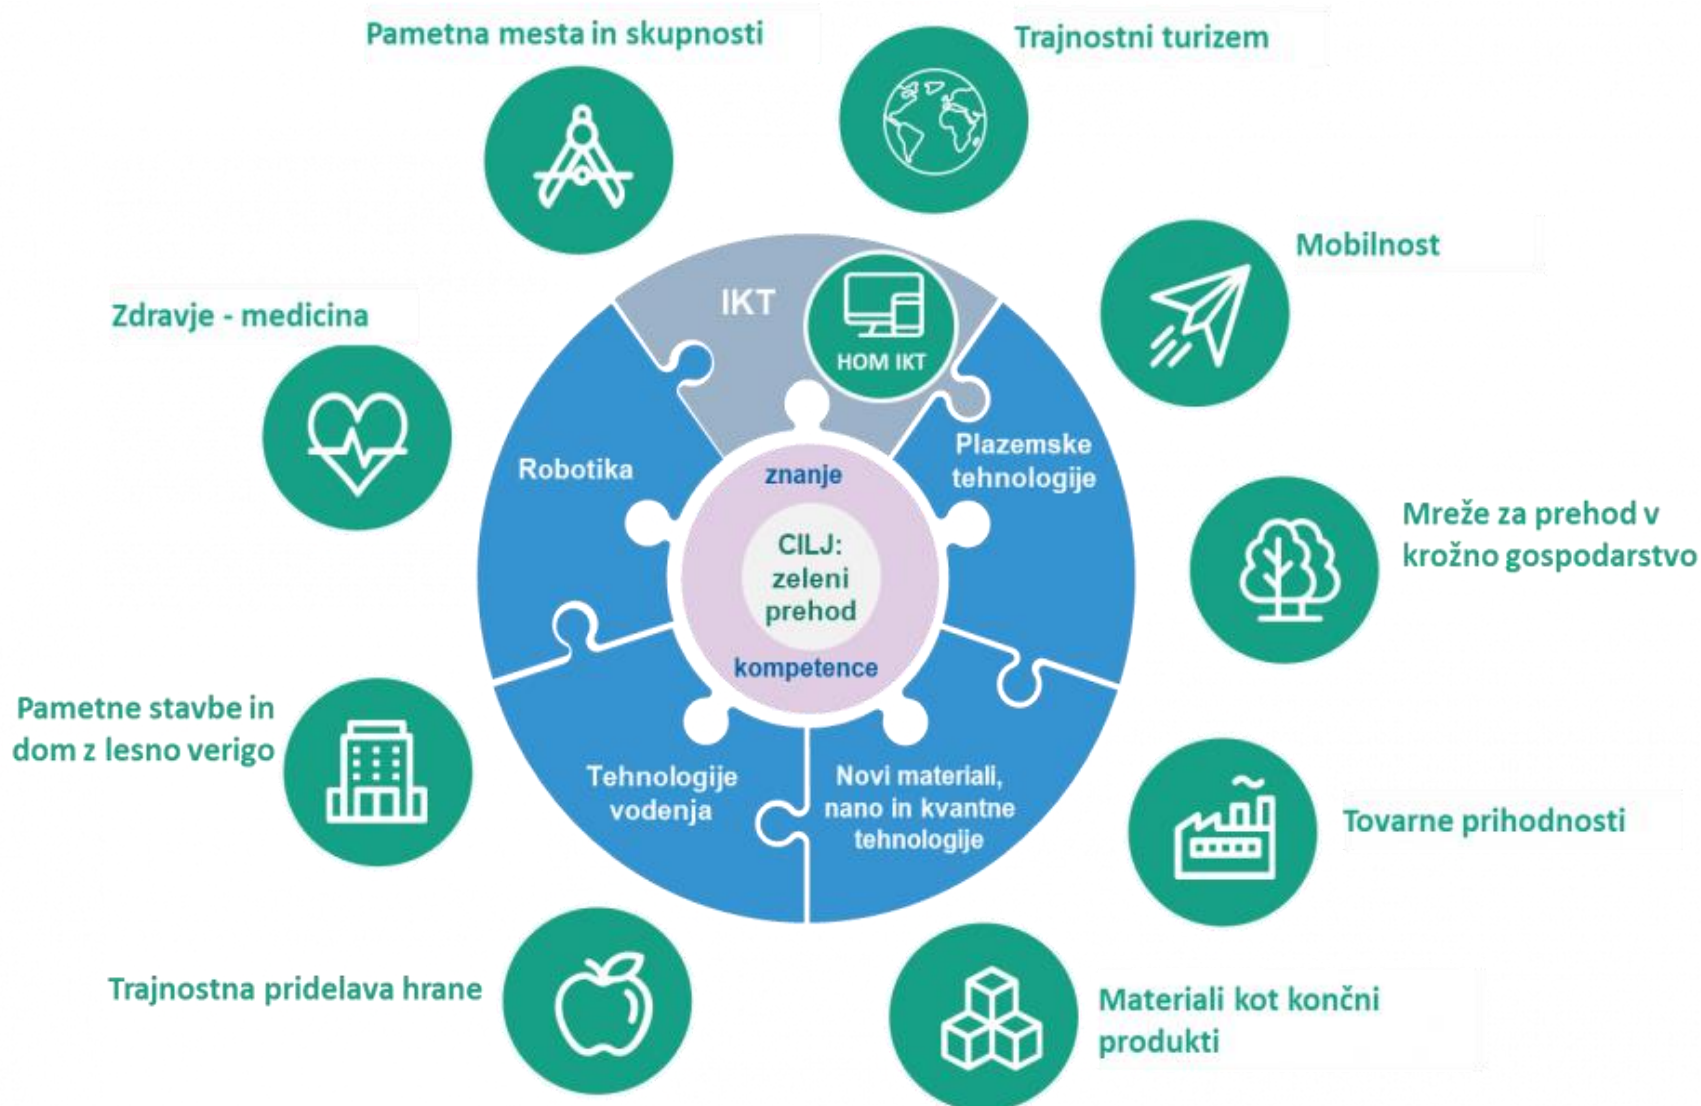 Pametna mesta in skupnosti
Trajnostni turizem
Mobilnost
Zdravje - medicina
IKT
HOM IKT
Robotika
Plazemske
tehnologije
znanje
CILJ:
zeleni
prehod
kompetence
Mreže za prehod v
krožno gospodarstvo
Pametne stavbe in
dom z lesno verigo
Tehnologije
vodenja
Novi materiali,
nano in kvantne
tehnologije
Tovarne prihodnosti
Trajnostna pridelava hrane
Materiali kot končni
produkti